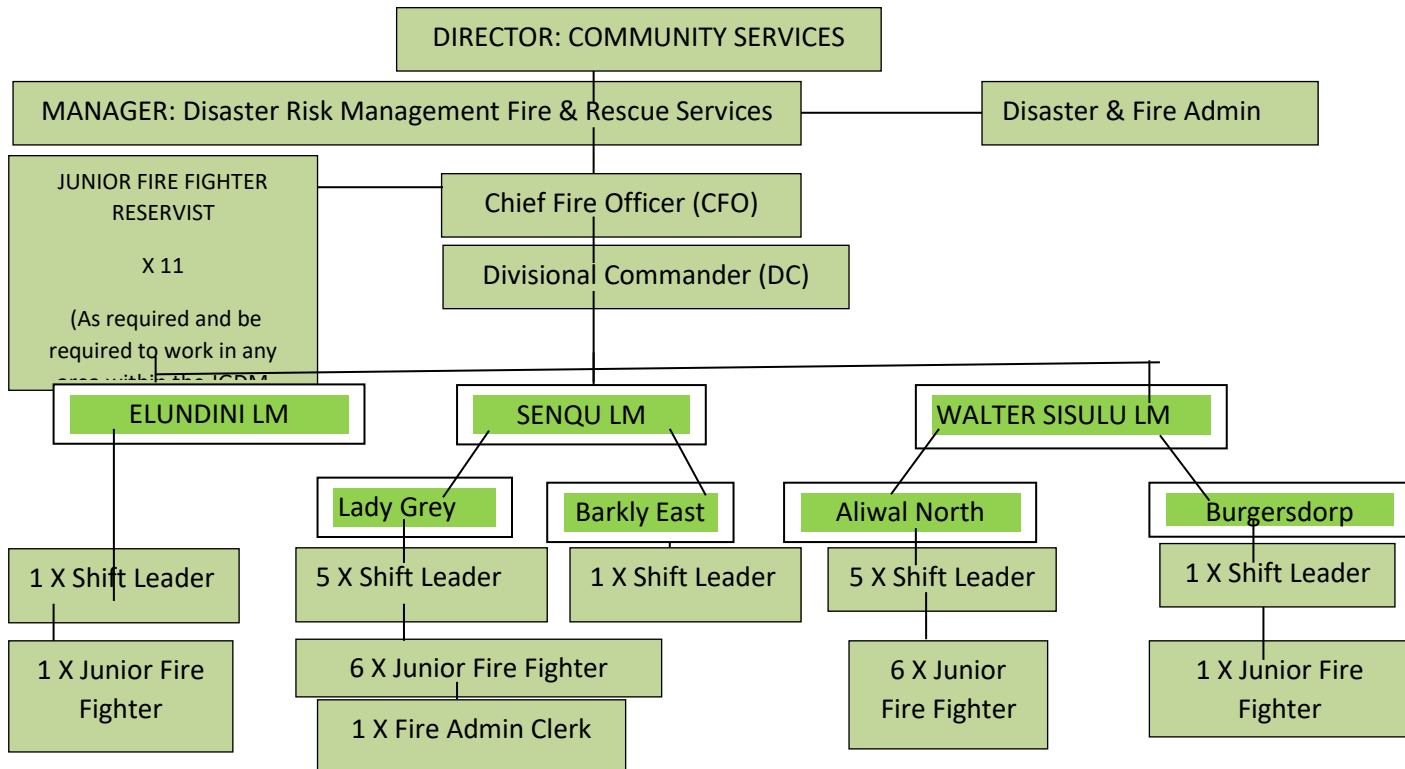 DIRECTOR: COMMUNITY SERVICES
MANAGER: Disaster Risk Management Fire & Rescue Services
Disaster & Fire Admin
JUNIOR FIRE FIGHTER
RESERVIST
X 11
(As required and be
required to work in any
area within the JGDM
Chief Fire Officer (CFO)
Divisional Commander (DC)
ELUNDINI LM
SENQU LM
WALTER SISULU LM
Lady Grey
Barkly East
Aliwal North
Burgersdorp
1 X Shift Leader
5 X Shift Leader
1 X Shift Leader
5 X Shift Leader
1 X Shift Leader
1 X Junior Fire
Fighter
6 X Junior Fire Fighter
1 X Fire Admin Clerk
6 X Junior
Fire Fighter
1 X Junior Fire
Fighter